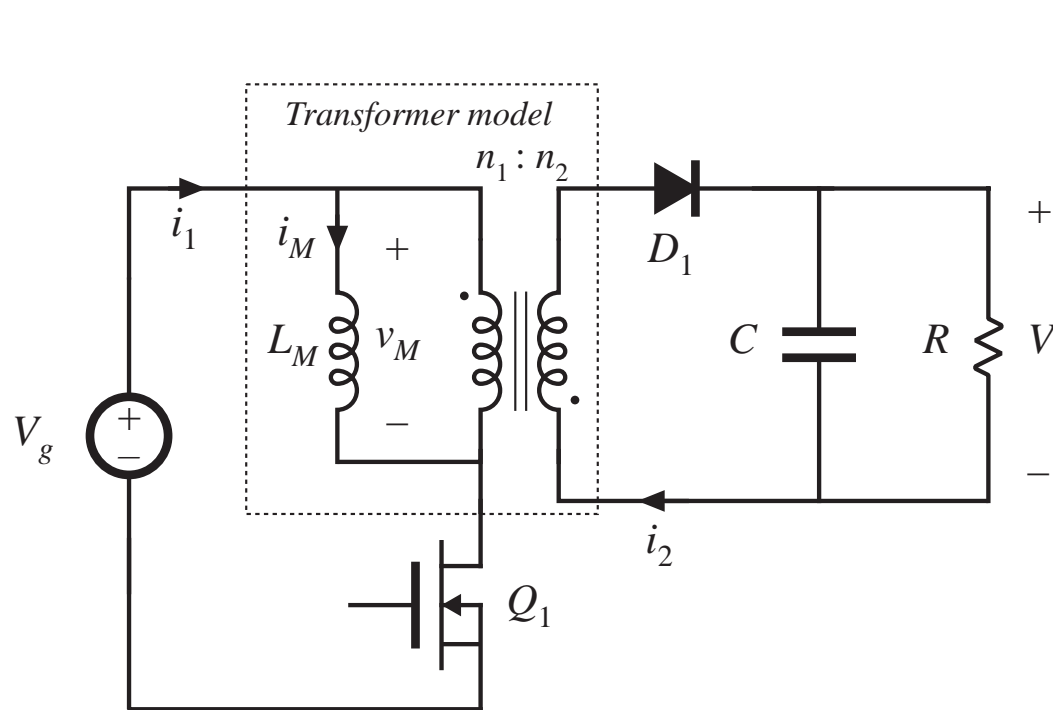 Transformer model
n1 : n2
i1
iM
+
vM
−
LM
D1
C
R
+
V
−
Vg
+
−
i2
Q1